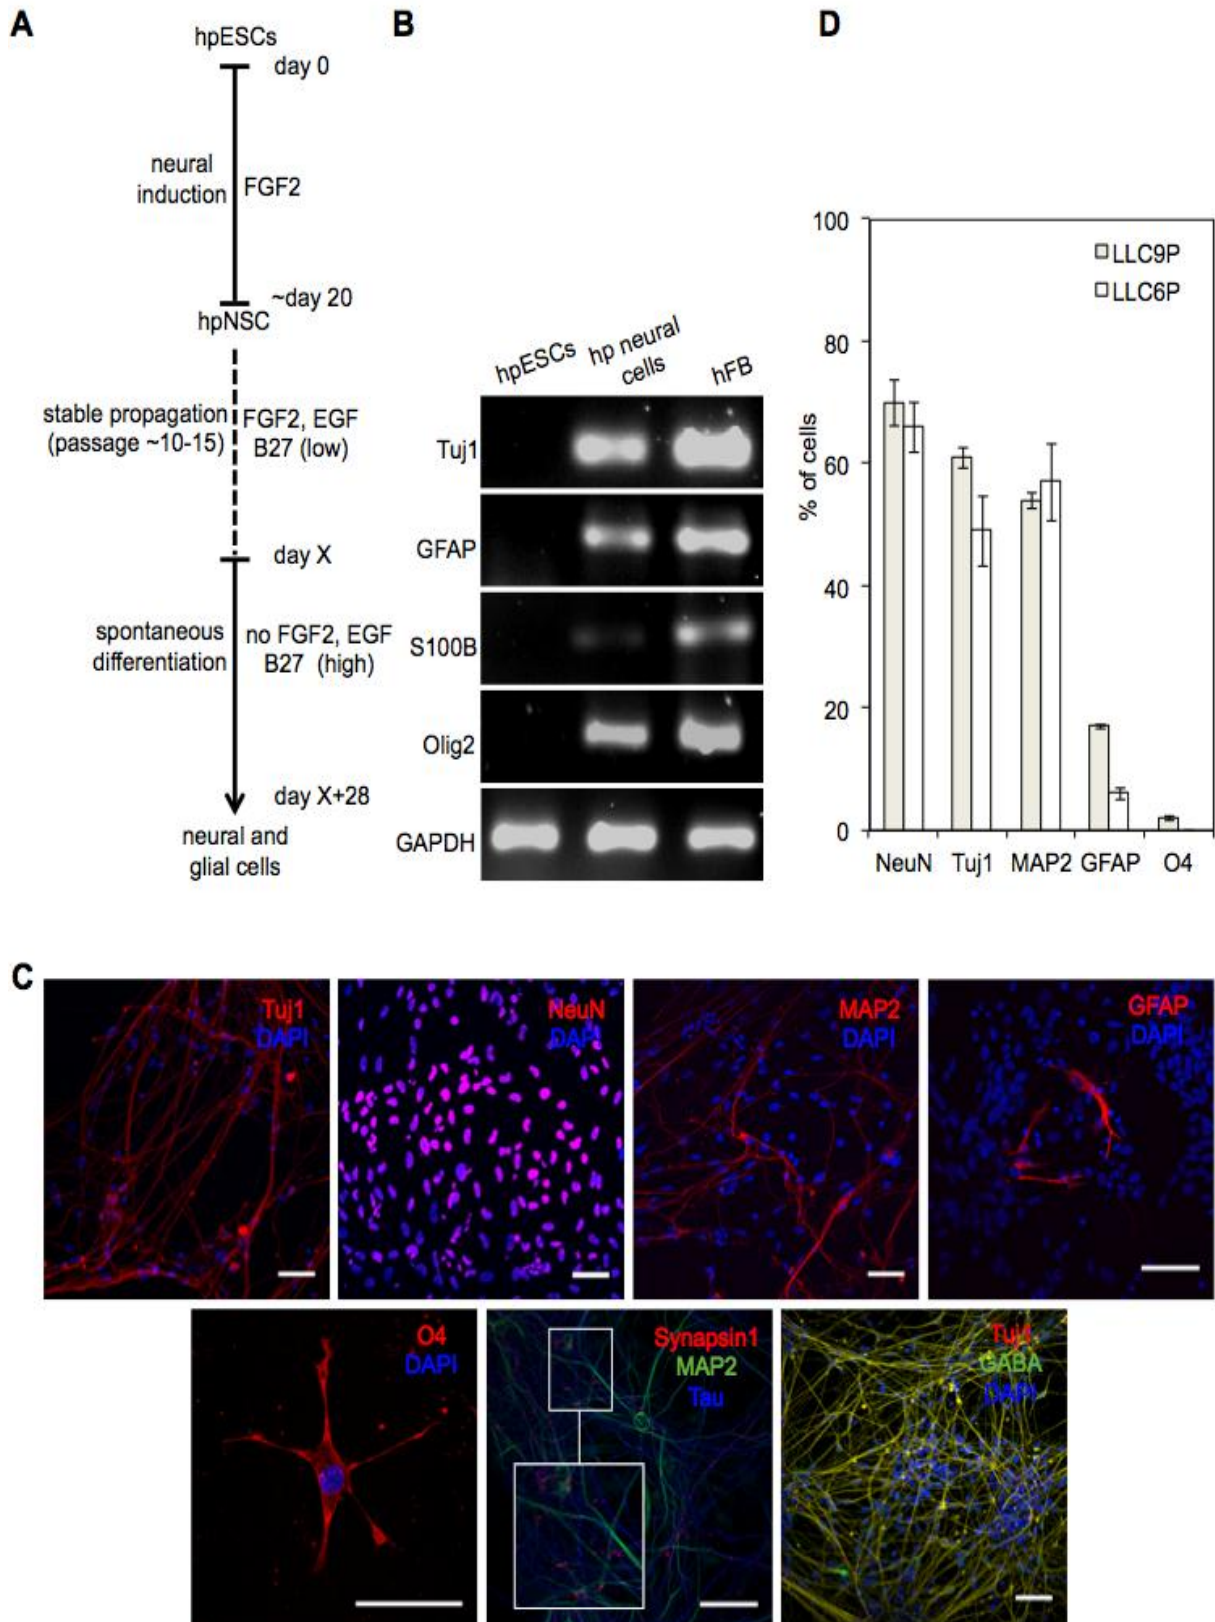 A
hpESCs
day 0
neural
induction
FGF2
~day 20
hpNSC
stable propagation
(passage ~10-15)
FGF2, EGF
B27 (low)
day X
spontaneous
differentiation
no FGF2, EGF
B27 (high)
day X+28
neural and
glial cells
B
hpESCs
hp neural
cells
hFB
Tuj1
GFAP
S100B
Olig2
GAPDH
D
LLC9P
LLC6P
% of cells
100
80
60
40
20
0
NeuN
Tuj1
MAP2
GFAP
O4
C
Tuj1
DAPI
NeuN
DAPI
MAP2
DAPI
GFAP
DAPI
O4
DAPI
Synapsin1
MAP2
Tau
Tuj1
GABA
DAPI